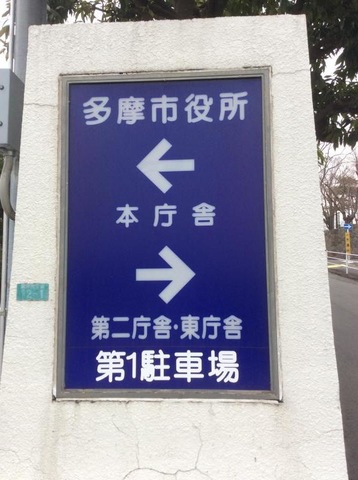 多摩市役所
←
本庁舎
→
第二庁舎・東庁舎
第1駐車場